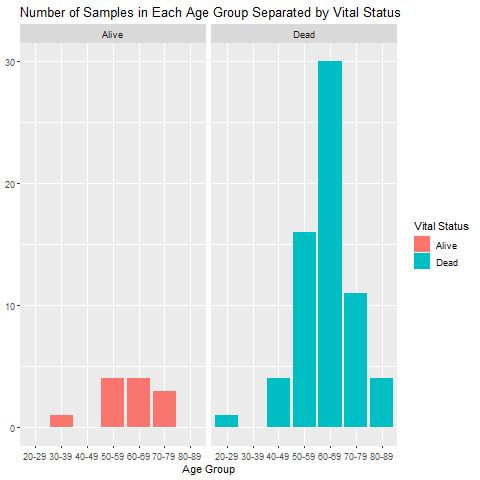 Number of Samples in Each Age Group Separated by Vital Status
Alive
Dead
30
20
10
0
20-29 30-39 40-49 50-59 60-69 70-79 80-89
20-29 30-39 40-49 50-59 60-69 70-79 80-89
Age Group
Vital Status
Alive
Dead